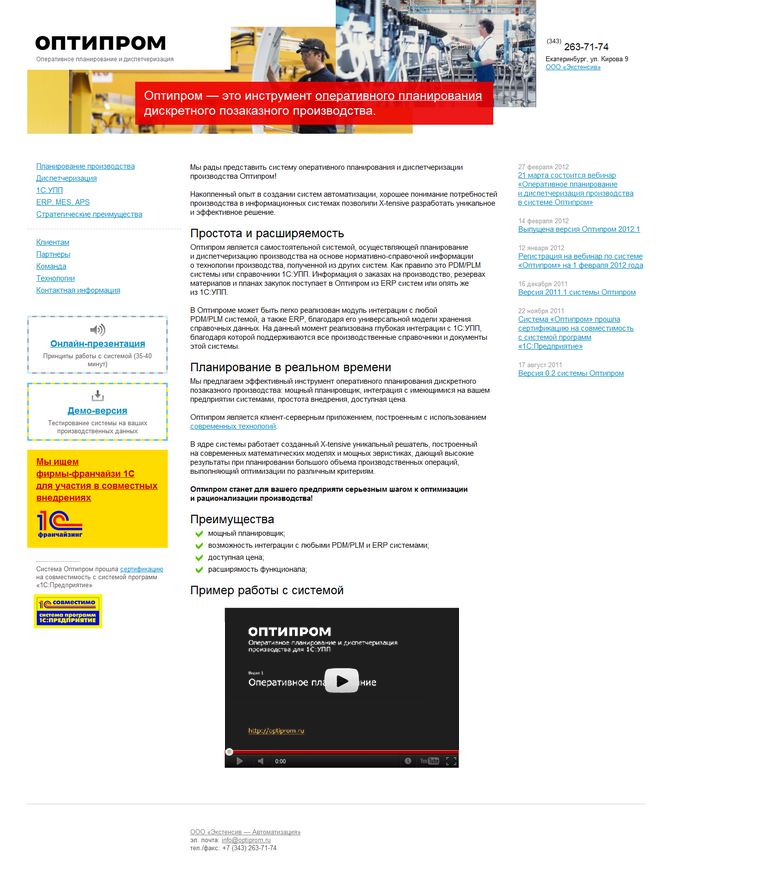 ОПТИПРОМ
Оперативное планирование и диспетчеризация
(343) 263-71-74
Екатеринбург, ул. Кирова 9
ООО «Экстенсив»
Оптипром — это инструмент оперативного планирования
дискретного позаказного производства.
Планирование производства
Диспетчеризация
1С:УПП
ERP, MES, APS
Стратегические преимущества
Клиентам
Партнеры
Команда
Технологии
Контактная информация
Онлайн-презентация
Принципы работы с системой (35-40
минут)
Демо-версия
Тестирование системы на ваших
производственных данных
Мы ищем
фирмы-франчайзи 1С
для участия в совместных
внедрениях
1С
франчайзинг
Система Оптипром прошла сертификацию
на совместимость с системой программ
«1С:Предприятие»
1С СОВМЕСТИМО
система программ
1С:ПРЕДПРИЯТИЕ
Мы рады представить систему оперативного планирования и диспетчеризации
производства Оптипром!
Накопленный опыт в создании систем автоматизации, хорошее понимание потребностей
производства в информационных системах позволили X-tensive разработать уникальное
и эффективное решение.
Простота и расширяемость
Оптипром является самостоятельной системой, осуществляющей планирование
и диспетчеризацию производства на основе нормативно-справочной информации
о технологии производства, полученной из других систем. Как правило это PDM/PLM
системы или справочники 1С:УПП. Информация о заказах на производство, резервах
материалов и планах закупок поступает в Оптипром из ERP систем или опять же
из 1С:УПП.
В Оптипроме может быть легко реализован модуль интеграции с любой
PDM/PLM системой, а также ERP, благодаря его универсальной модели хранения
справочных данных. На данный момент реализована глубокая интеграция с 1С:УПП,
благодаря которой поддерживаются все производственные справочники и документы
этой системы.
Планирование в реальном времени
Мы предлагаем эффективный инструмент оперативного планирования дискретного
позаказного производства: мощный планировщик, интеграция с имеющимися на вашем
предприятии системами, простота внедрения, доступная цена.
Оптипром является клиент-серверным приложением, построенным с использованием
современных технологий.
В ядре системы работает созданный X-tensive уникальный решатель, построенный
на современных математических моделях и мощных эвристиках, дающий высокие
результаты при планировании большого объема производственных операций,
выполняющий оптимизации по различным критериям.
Оптипром станет для вашего предприяти серьезным шагом к оптимизации
и рационализации производства!
Преимущества
мощный планировщик;
возможность интеграции с любыми PDM/PLM и ERP системами;
доступная цена;
расширямость функционала;
Пример работы с системой
ОПТИПРОМ
Оперативное планирование и диспетчеризация
производства для 1С:УПП
Оперативное планирование
http://optiprom.ru
0:00
YouTube
27 февраля 2012
21 марта состоится вебинар
«Оперативное планирование
и диспетчеризация производства
в системе Оптипром»
14 февраля 2012
Выпущена версия Оптипром 2012.1
12 января 2012
Регистрация на вебинар по системе
«Оптипром» на 1 февраля 2012 года
16 декабря 2011
Версия 2011.1 системы Оптипром
22 ноября 2011
Система «Оптипром» прошла
сертификацию на совместимость
с системой программ
«1С:Предприятие»
17 август 2011
Версия 0.2 системы Оптипром
ООО «Экстенсив — Автоматизация»
эл. почта: info@optiprom.ru
тел./факс: +7 (343) 263-71-74